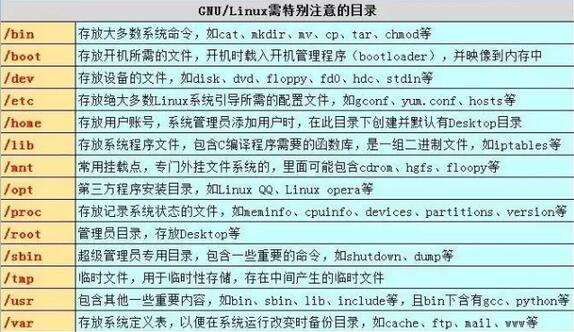 GNU/Linux需特别注意的目录
/bin 存放大多数系统命令，如cat、mkdir、mv、cp、tar、chmod等
/boot 存放开机所需的文件，开机时载入开机管理程序（bootloader），并映像到内存中
/dev 存放设备的文件，如disk、dvd、floppy、fd0、hdc、stdin等
/etc 存放绝大多数Linux系统引导所需的配置文件，如gconf、yum.conf、hosts等
/home 存放用户账号，系统管理员添加用户时，在此目录下创建并默认有Desktop目录
/lib 存放系统程序文件，包含C编译程序需要的函数库，是一组二进制文件，如iptables等
/mnt 常用挂载点，专门外挂文件系统的，里面可能包含cdrom、hgfs、floopy等
/opt 第三方程序安装目录，如Linux QQ、Linux opera等
/proc 存放记录系统状态的文件，如meminfo、cpuinfo、devices、partitions、version等
/root 管理员目录，存放Desktop等
/sbin 超级管理员专用目录，包含一些重要的命令，如shutdown、dump等
/tmp 临时文件，用于临时性存储，存在中间产生的临时文件
/usr 包含其他一些重要内容，如bin、sbin、lib、include等，且bin下含有gcc、python等
/var 存放系统定义表，以便在系统运行改变时备份目录，如cache、ftp、mail、www等